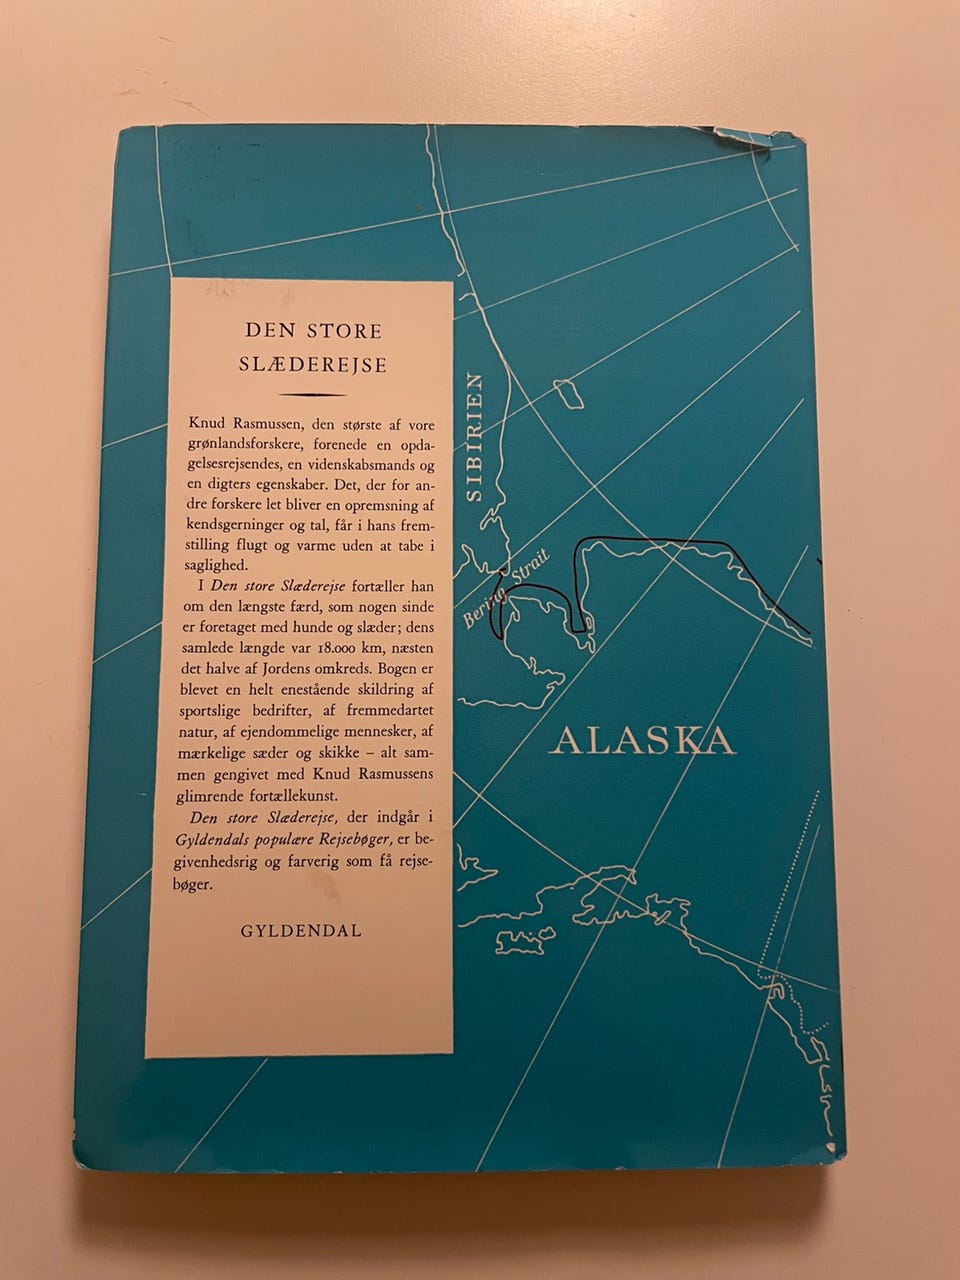 DEN STORE
SLÆDEREJSE
Knud Rasmussen, den største af vore
grønlandsforskere, forenede en opda-
gelsesrejsendes, en videnskabsmands og
en digters egenskaber. Det, der for an-
dre forskere let bliver en opremsning af
kendsgerninger og tal, får i hans frem-
stilling flugt og varme uden at tabe i
saglighed.
I Den store Slæderejse fortæller han
om den længste færd, som nogen sinde
er foretaget med hunde og slæder; dens
samlede længde var 18.000 km, næsten
det halve af Jordens omkreds. Bogen er
blevet en helt enestående skildring af
sportslige bedrifter, af fremmedartet
natur, af ejendommelige mennesker, af
mærkelige sæder og skikke – alt sam-
men gengivet med Knud Rasmussens
glimrende fortællekunst.
Den store Slæderejse, der indgår i
Gyldendals populære Rejsebøger, er be-
givenhedsrig og farverig som få rejse-
bøger.
GYLDENDAL
SIBIRIEN
Bering Strait
ALASKA